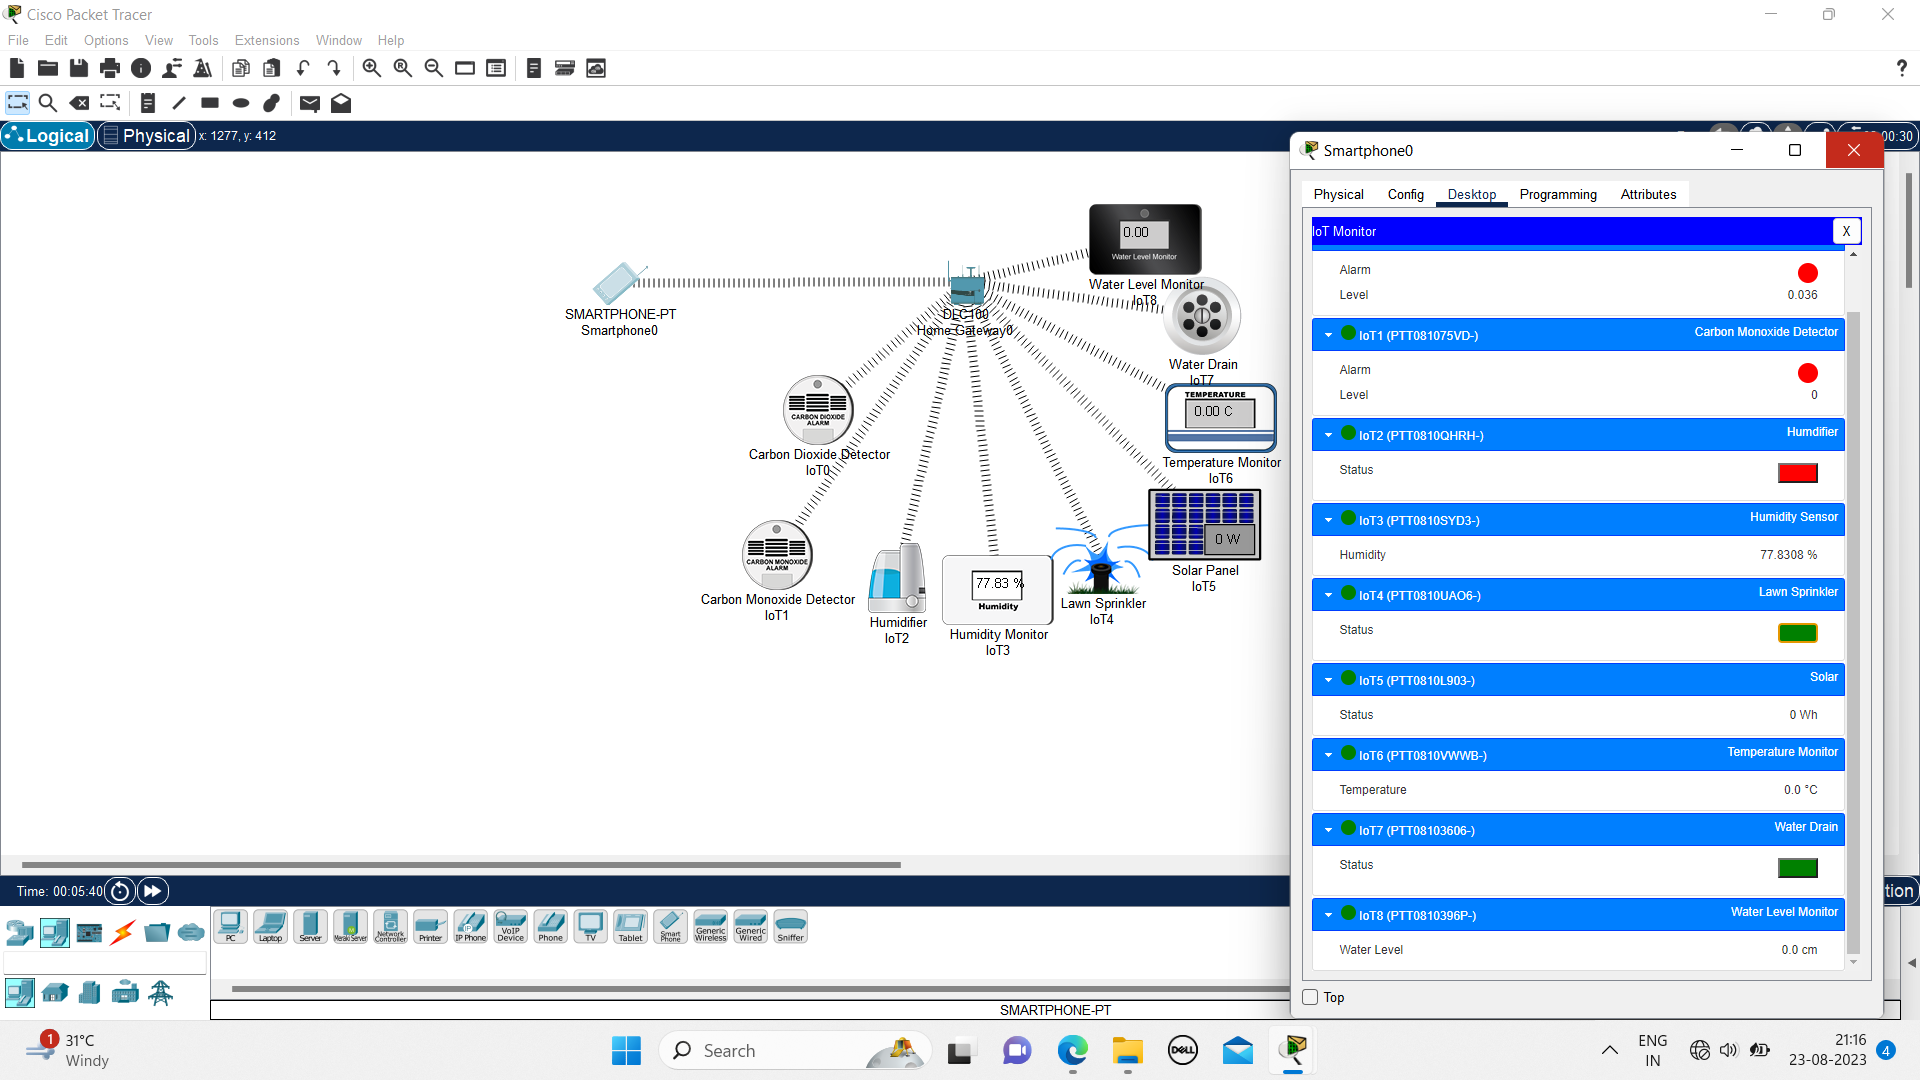 Cisco Packet Tracer
File Edit Options View Tools Extensions Window Help
?
Logical Physical x: 1277, y: 412
00:30
0.00
Water Level Monitor
Water Level Monitor
IoT8
SMARTPHONE-PT
Smartphone0
DLC100
Home Gateway0
Water Drain
IoT7
TEMPERATURE
0.00 C
Temperature Monitor
IoT6
CARBON DIOXIDE
ALARM
Carbon Dioxide Detector
IoT0
0 W
Solar Panel
IoT5
CARBON MONOXIDE
ALARM
Carbon Monoxide Detector
IoT1
Humidifier
IoT2
77.83 %
Humidity
Humidity Monitor
IoT3
Lawn Sprinkler
IoT4
Smartphone0
Physical Config Desktop Programming Attributes
IoT Monitor X
Alarm
Level 0.036
IoT1 (PTT081075VD-) Carbon Monoxide Detector
Alarm
Level 0
IoT2 (PTT0810QHRH-) Humdifier
Status
IoT3 (PTT0810SYD3-) Humidity Sensor
Humidity 77.8308 %
IoT4 (PTT0810UAO6-) Lawn Sprinkler
Status
IoT5 (PTT0810L903-) Solar
Status 0 Wh
IoT6 (PTT0810VWWB-) Temperature Monitor
Temperature 0.0 °C
IoT7 (PTT08103606-) Water Drain
Status
IoT8 (PTT0810396P-) Water Level Monitor
Water Level 0.0 cm
Top
Time: 00:05:40
tion
PC
Laptop
Server
Meraki Server
Network Controller
Printer
IP Phone
VoIP Device
Phone
TV
Tablet
Smart Phone
Generic Wireless
Generic Wired
Sniffer
SMARTPHONE-PT
1
31°C
Windy
Search
DELL
ENG
IN
21:16
23-08-2023
4